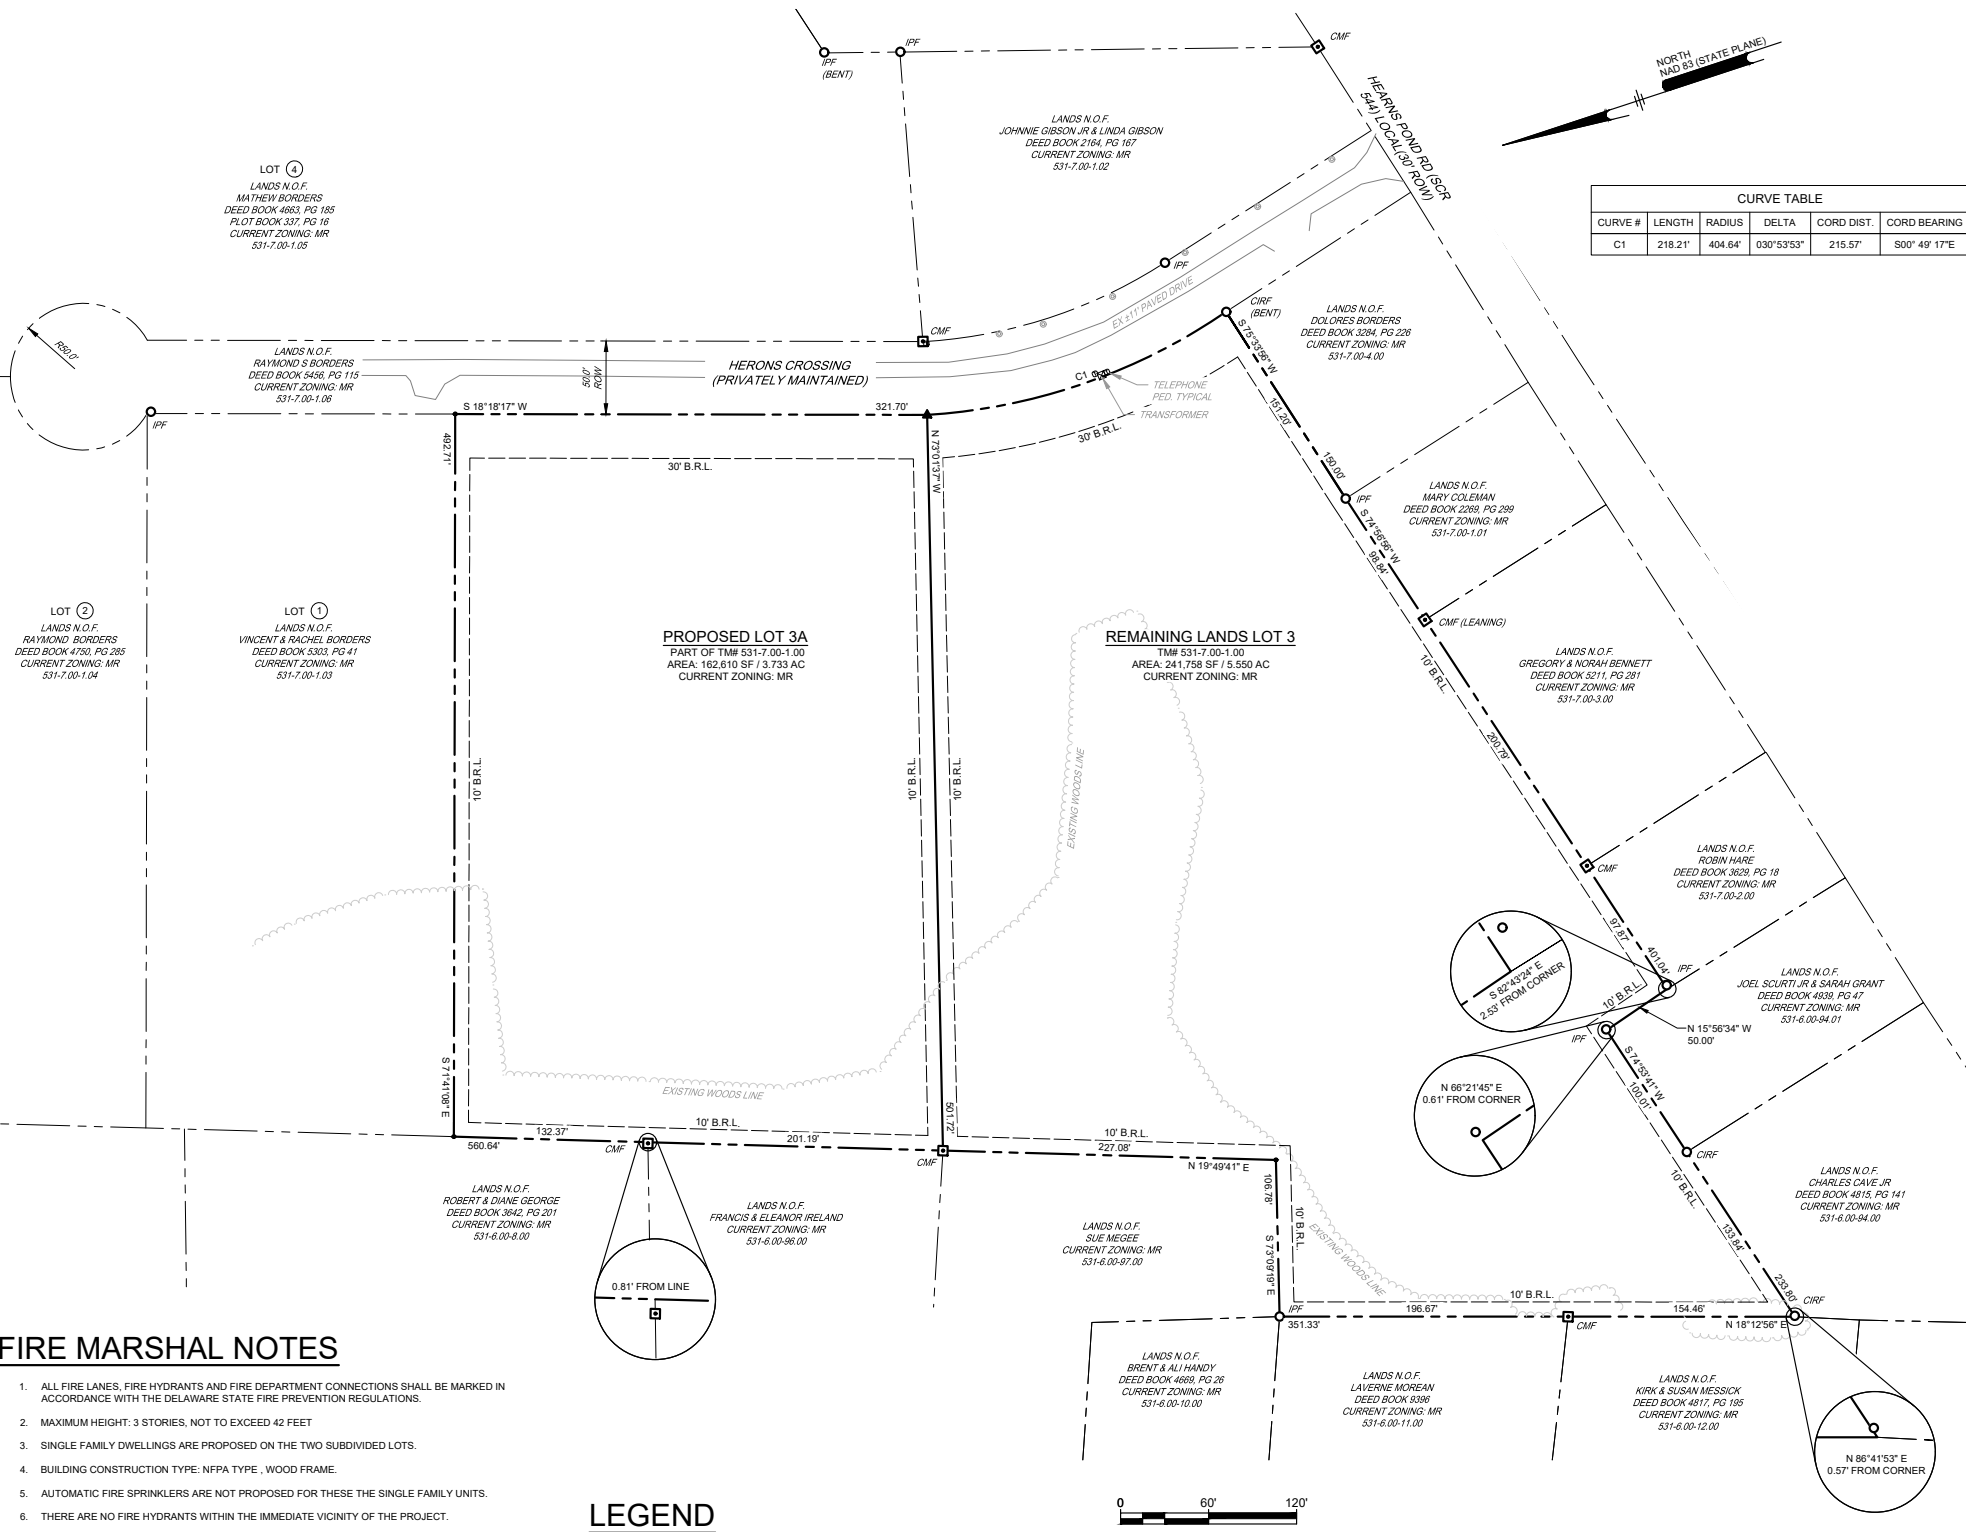 IPF
(BENT)
IPF
CMF
NORTH
NAD 83 (STATE PLANE)
HEARNS POND RD (SCR
544) LOCAL(30' ROW)
LANDS N.O.F.
JOHNNIE GIBSON JR & LINDA GIBSON
DEED BOOK 2164, PG 167
CURRENT ZONING: MR
531-7.00-1.02
CURVE TABLE
CURVE # LENGTH RADIUS DELTA CORD DIST. CORD BEARING
C1 218.21' 404.64' 030°53'53" 215.57' S00° 49' 17"E
LOT 4
LANDS N.O.F.
MATHEW BORDERS
DEED BOOK 4663, PG 185
PLOT BOOK 337, PG 16
CURRENT ZONING: MR
531-7.00-1.05
R50.0'
LANDS N.O.F.
RAYMOND S BORDERS
DEED BOOK 5456, PG 115
CURRENT ZONING: MR
531-7.00-1.06
50.0'
ROW
HERONS CROSSING
(PRIVATELY MAINTAINED)
CMF
IPF
EX ±11' PAVED DRIVE
CIRF
(BENT)
LANDS N.O.F.
DOLORES BORDERS
DEED BOOK 3284, PG 226
CURRENT ZONING: MR
531-7.00-4.00
C1
TELEPHONE
PED. TYPICAL
TRANSFORMER
IPF
S 18°18'17" W
321.70'
492.71'
N 73°01'37" W
30' B.R.L.
30' B.R.L.
S 75°33'56" W
151.20'
150.00'
IPF
LANDS N.O.F.
MARY COLEMAN
DEED BOOK 2269, PG 299
CURRENT ZONING: MR
531-7.00-1.01
S 74°56'56" W
98.84'
CMF (LEANING)
LOT 2
LANDS N.O.F.
RAYMOND BORDERS
DEED BOOK 4750, PG 285
CURRENT ZONING: MR
531-7.00-1.04
LOT 1
LANDS N.O.F.
VINCENT & RACHEL BORDERS
DEED BOOK 5303, PG 41
CURRENT ZONING: MR
531-7.00-1.03
PROPOSED LOT 3A
PART OF TM# 531-7.00-1.00
AREA: 162,610 SF / 3.733 AC
CURRENT ZONING: MR
REMAINING LANDS LOT 3
TM# 531-7.00-1.00
AREA: 241,758 SF / 5.550 AC
CURRENT ZONING: MR
10' B.R.L.
LANDS N.O.F.
GREGORY & NORAH BENNETT
DEED BOOK 5211, PG 281
CURRENT ZONING: MR
531-7.00-3.00
200.79'
10' B.R.L.
10' B.R.L.
10' B.R.L.
EXISTING WOODS LINE
CMF
LANDS N.O.F.
ROBIN HARE
DEED BOOK 3629, PG 18
CURRENT ZONING: MR
531-7.00-2.00
97.87'
401.04'
IPF
S 82°43'24" E
2.53' FROM CORNER
10' B.R.L.
LANDS N.O.F.
JOEL SCURTI JR & SARAH GRANT
DEED BOOK 4939, PG 47
CURRENT ZONING: MR
531-6.00-94.01
N 15°56'34" W
50.00'
IPF
N 66°21'45" E
0.61' FROM CORNER
S 74°53'41" W
100.01'
CIRF
10' B.R.L.
LANDS N.O.F.
CHARLES CAVE JR
DEED BOOK 4815, PG 141
CURRENT ZONING: MR
531-6.00-94.00
133.84'
233.80'
CIRF
S 71°41'08" E
EXISTING WOODS LINE
10' B.R.L.
501.72'
132.37'
560.64'
CMF
201.19'
CMF
10' B.R.L.
227.08'
N 19°49'41" E
106.78'
S 73°09'19" E
10' B.R.L.
EXISTING WOODS LINE
LANDS N.O.F.
ROBERT & DIANE GEORGE
DEED BOOK 3642, PG 201
CURRENT ZONING: MR
531-6.00-8.00
LANDS N.O.F.
FRANCIS & ELEANOR IRELAND
CURRENT ZONING: MR
531-6.00-96.00
LANDS N.O.F.
SUE MEGEE
CURRENT ZONING: MR
531-6.00-97.00
0.81' FROM LINE
IPF
351.33'
196.67'
10' B.R.L.
CMF
154.46'
N 18°12'56" E
LANDS N.O.F.
BRENT & ALI HANDY
DEED BOOK 4669, PG 26
CURRENT ZONING: MR
531-6.00-10.00
LANDS N.O.F.
LAVERNE MOREAN
DEED BOOK 9396
CURRENT ZONING: MR
531-6.00-11.00
LANDS N.O.F.
KIRK & SUSAN MESSICK
DEED BOOK 4817, PG 195
CURRENT ZONING: MR
531-6.00-12.00
N 86°41'53" E
0.57' FROM CORNER
FIRE MARSHAL NOTES
1. ALL FIRE LANES, FIRE HYDRANTS AND FIRE DEPARTMENT CONNECTIONS SHALL BE MARKED IN
ACCORDANCE WITH THE DELAWARE STATE FIRE PREVENTION REGULATIONS.
2. MAXIMUM HEIGHT: 3 STORIES, NOT TO EXCEED 42 FEET
3. SINGLE FAMILY DWELLINGS ARE PROPOSED ON THE TWO SUBDIVIDED LOTS.
4. BUILDING CONSTRUCTION TYPE: NFPA TYPE , WOOD FRAME.
5. AUTOMATIC FIRE SPRINKLERS ARE NOT PROPOSED FOR THESE THE SINGLE FAMILY UNITS.
6. THERE ARE NO FIRE HYDRANTS WITHIN THE IMMEDIATE VICINITY OF THE PROJECT.
LEGEND
0 60' 120'